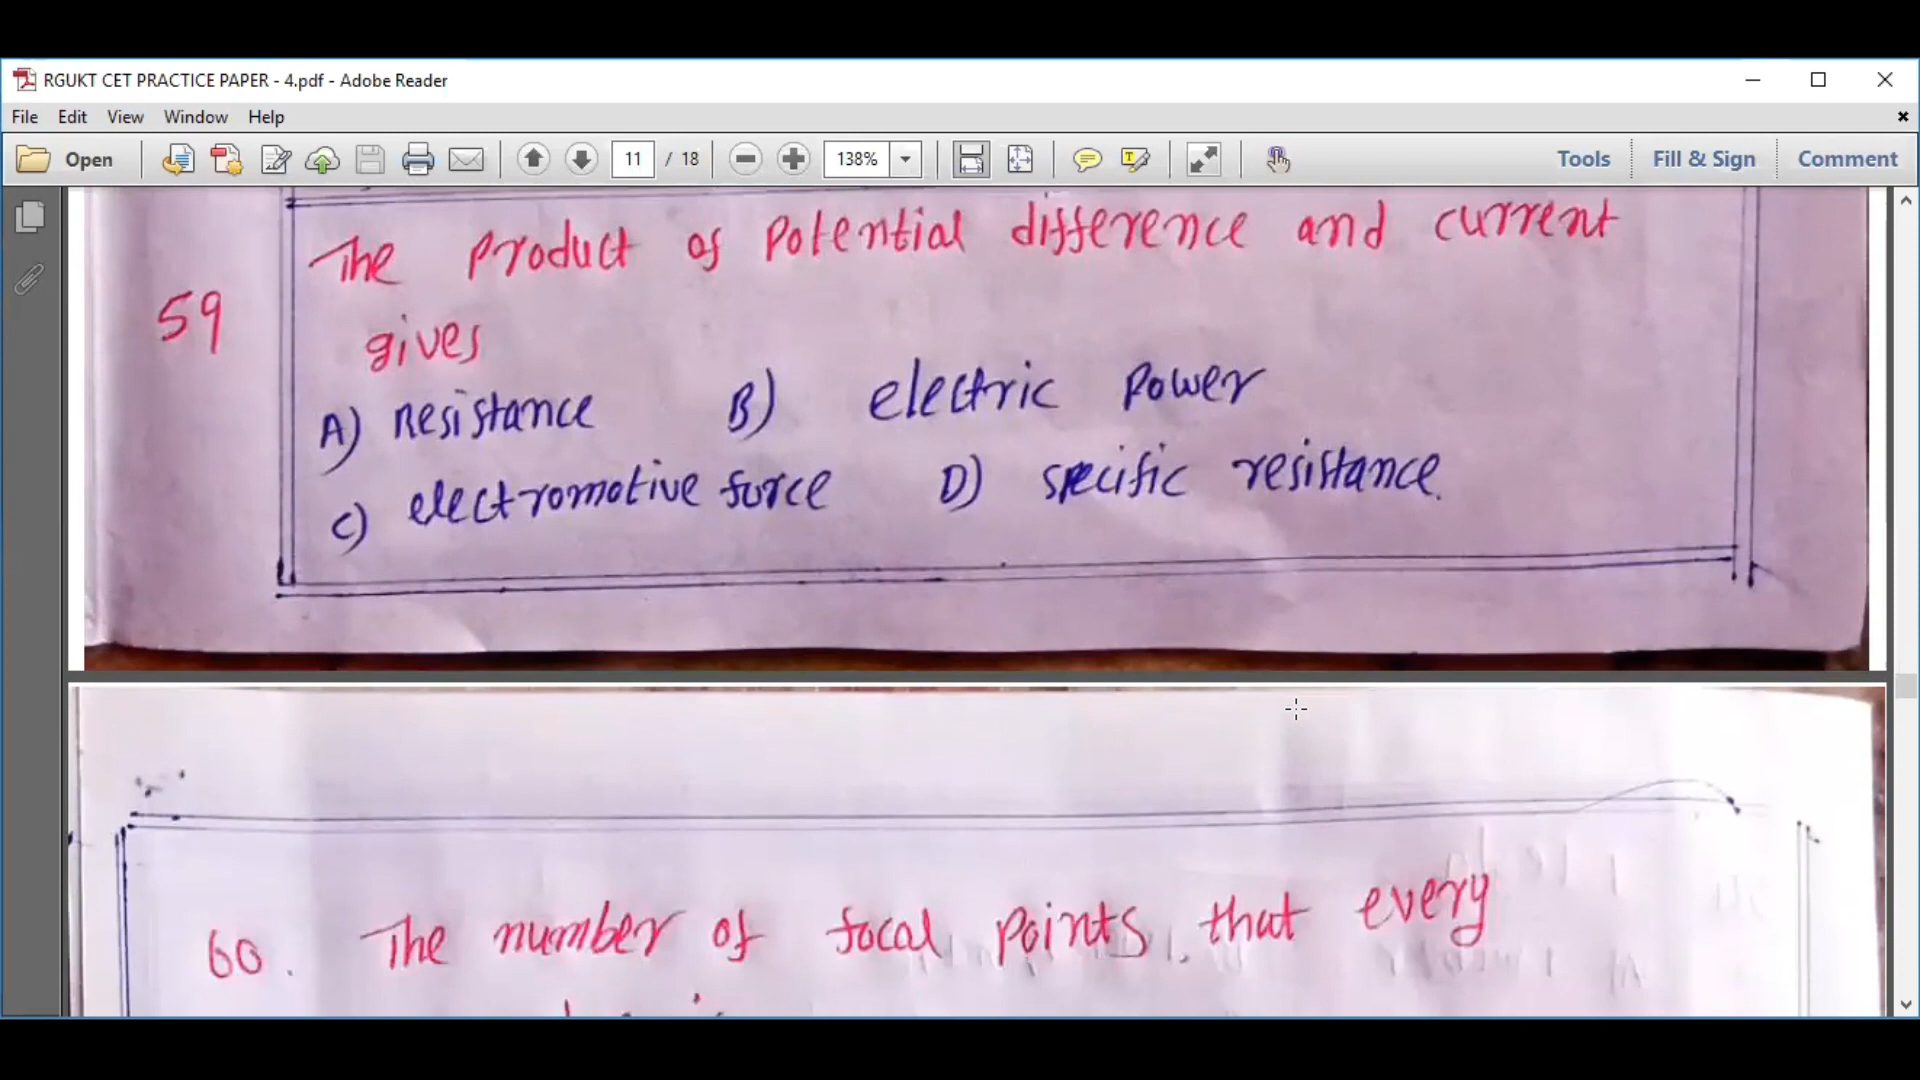 RGUKT CET PRACTICE PAPER - 4.pdf - Adobe Reader
File Edit View Window Help
Open 11 / 18 138% Tools Fill & Sign Comment
The product of Potential difference and current
59
gives
A) Resistance B) electric Power
C) electromotive force D) specific resistance.
60. The number of focal points, that every